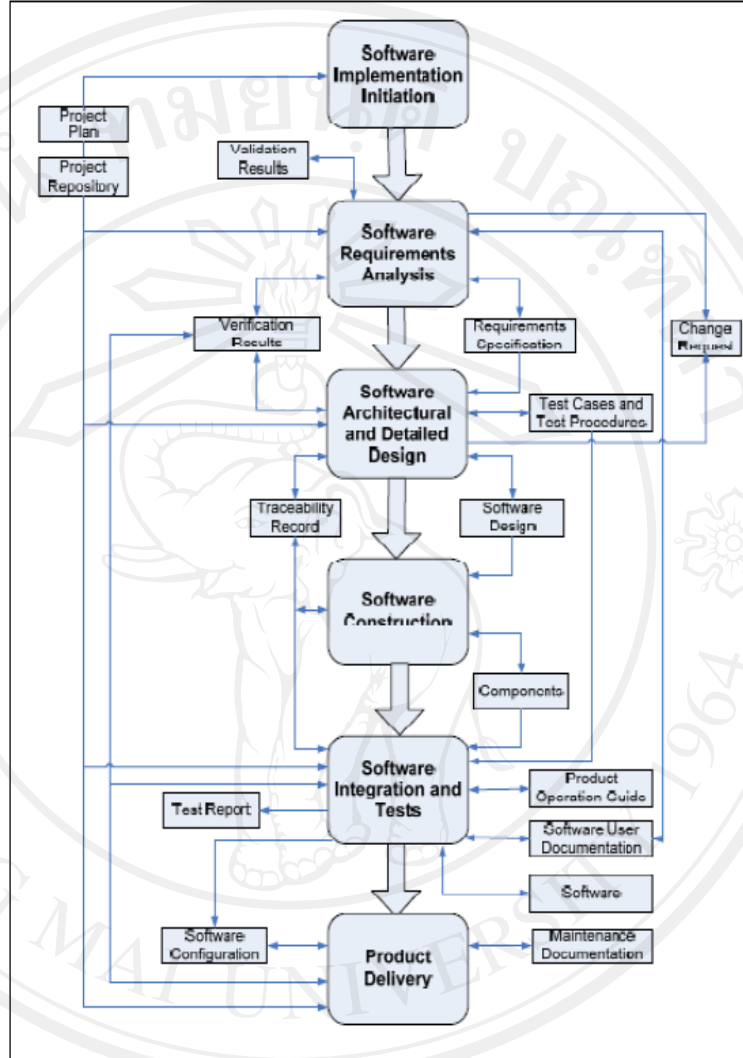 Software
Implementation
Initiation
Project
Plan
Project
Repository
Validation
Results
Software
Requirements
Analysis
Verification
Results
Requirements
Specification
Change
Request
Software
Architectural
and Detailed
Design
Test Cases and
Test Procedures
Traceability
Record
Software
Design
Software
Construction
Components
Software
Integration and
Tests
Product
Operation Guide
Test Report
Software User
Documentation
Software
Software
Configuration
Product
Delivery
Maintenance
Documentation
MAI UNIVERSIT
1964